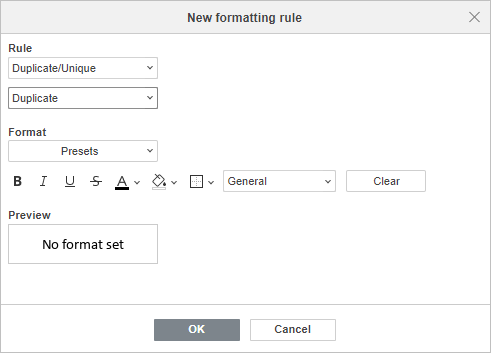 New formatting rule
Rule
Duplicate/Unique
Duplicate
Format
Presets
B I U S A General Clear
Preview
No format set
OK Cancel